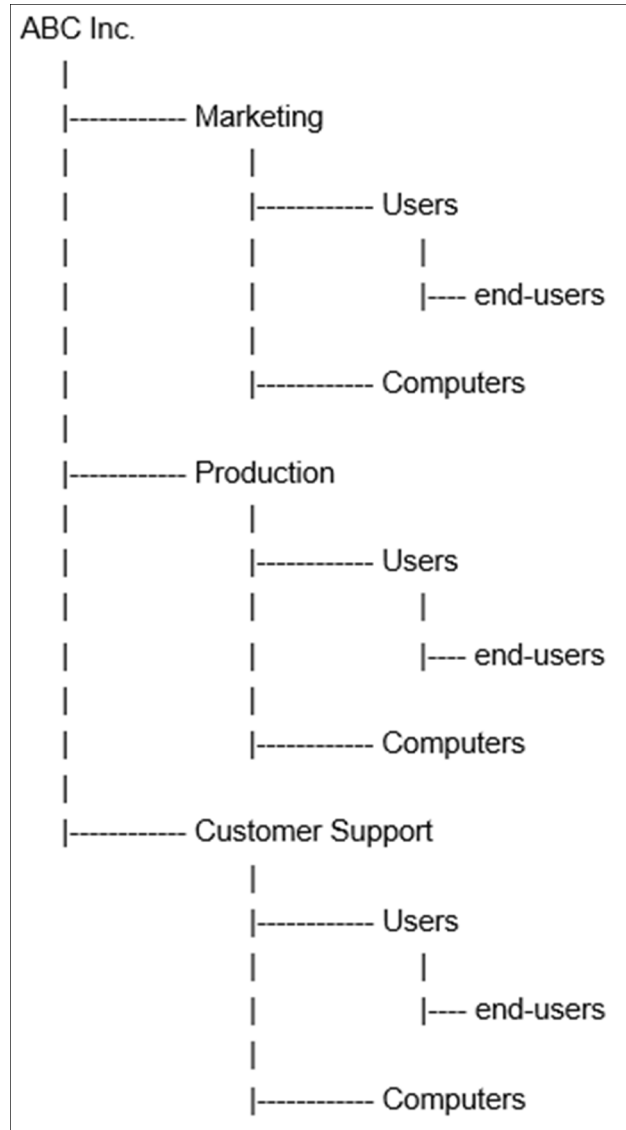 ABC Inc.
|
|------------ Marketing
| |
| |------------ Users
| | |
| | |---- end-users
| |
| |------------ Computers
|
|------------ Production
| |
| |------------ Users
| | |
| | |---- end-users
| |
| |------------ Computers
|
|------------ Customer Support
|
|------------ Users
| |
| |---- end-users
|
|------------ Computers